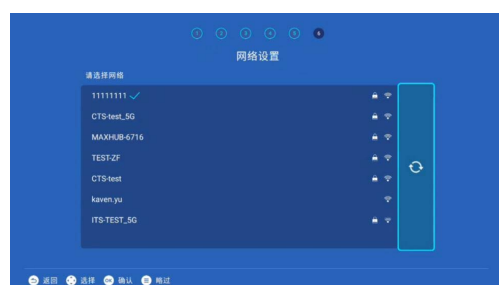 1 2 3 4 5 6
网络设置
请选择网络
11111111
CTS-test_5G
MAXHUB-6716
TEST-ZF
CTS-test
kaven.yu
ITS-TEST_5G
返回 选择 OK 确认 略过